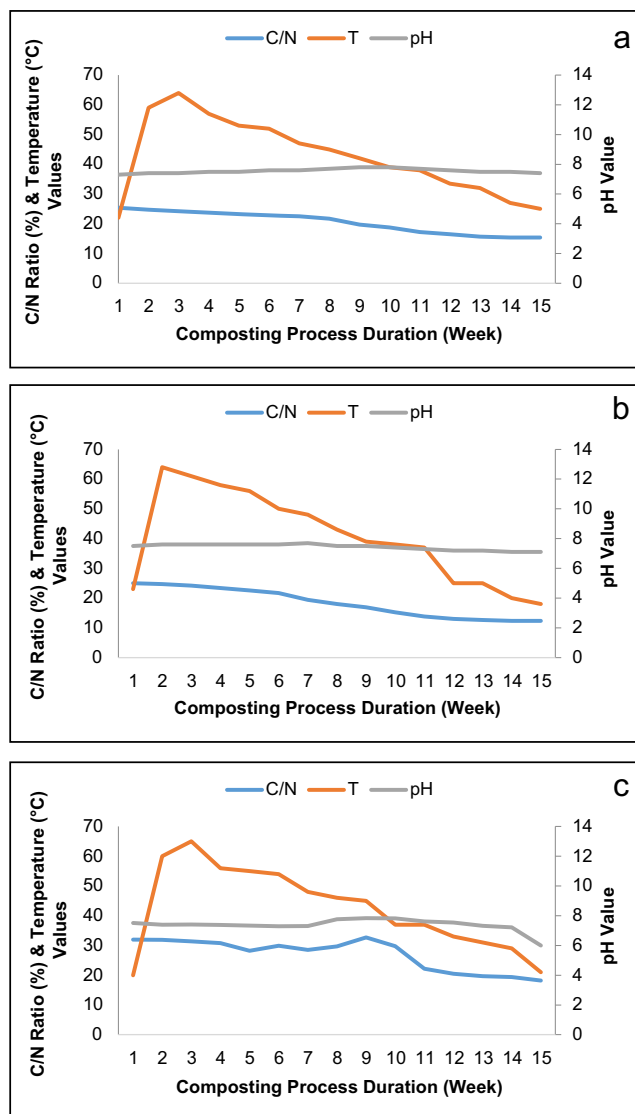 a
C/N T pH
C/N Ratio (%) & Temperature (°C)
Values
70
60
50
40
30
20
10
0
14
12
10
8
6
4
2
0
pH Value
1 2 3 4 5 6 7 8 9 10 11 12 13 14 15
Composting Process Duration (Week)
b
C/N T pH
C/N Ratio (%) & Temperature (°C)
Values
70
60
50
40
30
20
10
0
14
12
10
8
6
4
2
0
pH Value
1 2 3 4 5 6 7 8 9 10 11 12 13 14 15
Composting Process Duration (Week)
c
C/N T pH
C/N Ratio (%) & Temperature (°C)
Values
70
60
50
40
30
20
10
0
14
12
10
8
6
4
2
0
pH Value
1 2 3 4 5 6 7 8 9 10 11 12 13 14 15
Composting Process Duration (Week)